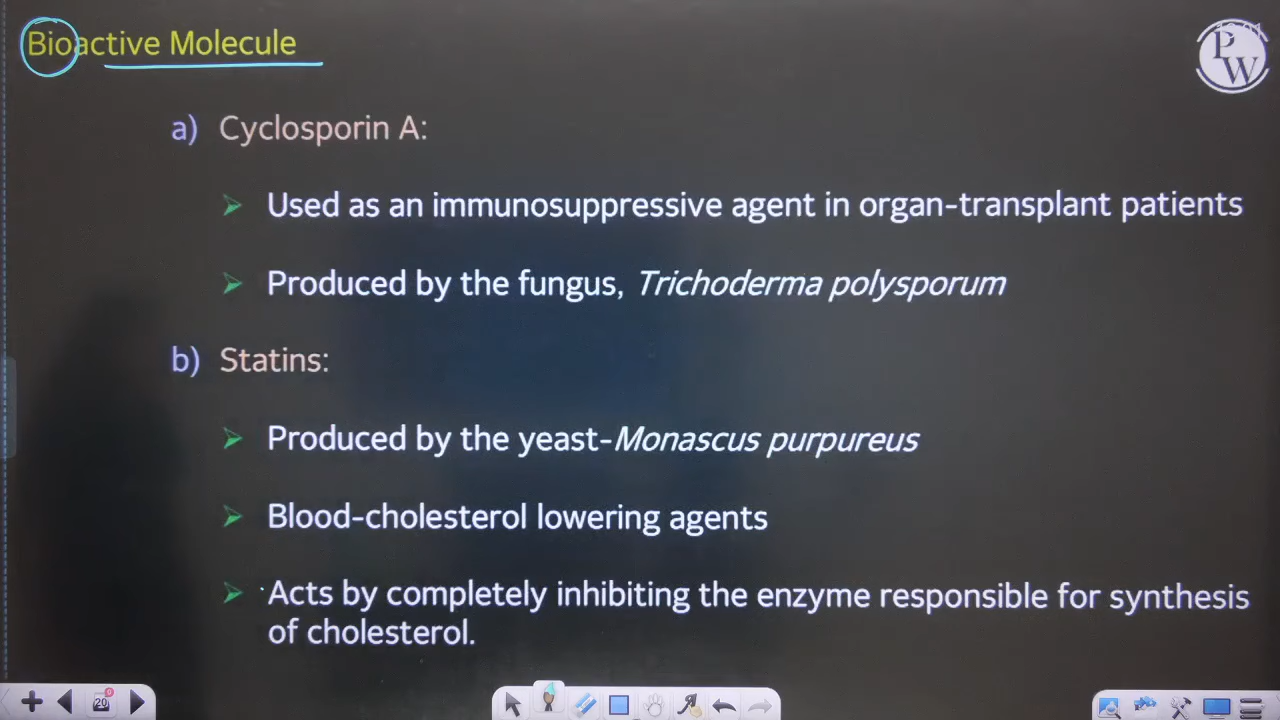 Bioactive Molecule
PW
a) Cyclosporin A:
Used as an immunosuppressive agent in organ-transplant patients
Produced by the fungus, Trichoderma polysporum
b) Statins:
Produced by the yeast-Monascus purpureus
Blood-cholesterol lowering agents
Acts by completely inhibiting the enzyme responsible for synthesis
of cholesterol.
20